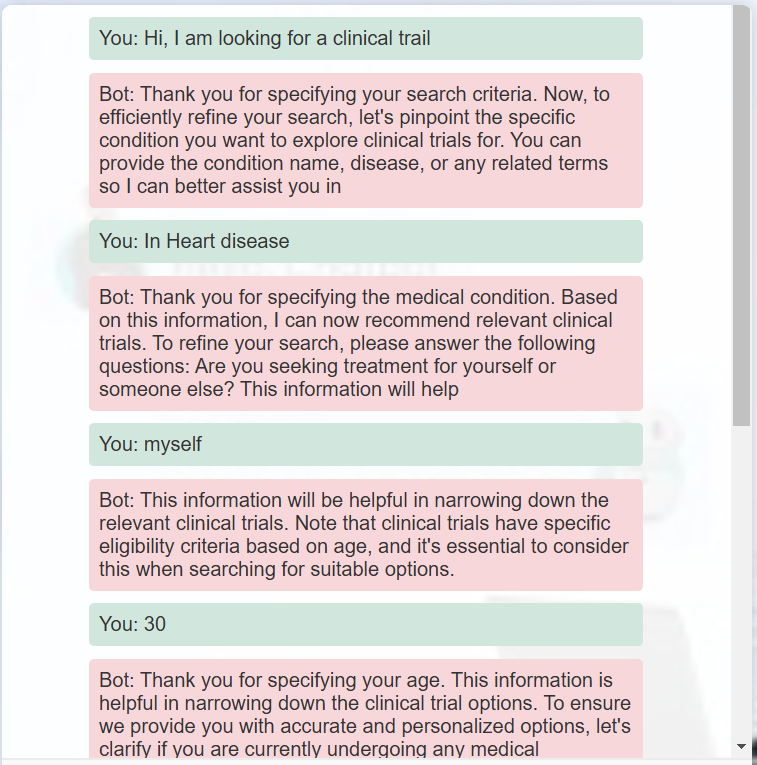 You: Hi, I am looking for a clinical trail
Bot: Thank you for specifying your search criteria. Now, to
efficiently refine your search, let's pinpoint the specific
condition you want to explore clinical trials for. You can
provide the condition name, disease, or any related terms
so I can better assist you in
You: In Heart disease
Bot: Thank you for specifying the medical condition. Based
on this information, I can now recommend relevant clinical
trials. To refine your search, please answer the following
questions: Are you seeking treatment for yourself or
someone else? This information will help
You: myself
Bot: This information will be helpful in narrowing down the
relevant clinical trials. Note that clinical trials have specific
eligibility criteria based on age, and it's essential to consider
this when searching for suitable options.
You: 30
Bot: Thank you for specifying your age. This information is
helpful in narrowing down the clinical trial options. To ensure
we provide you with accurate and personalized options, let's
clarify if you are currently undergoing any medical